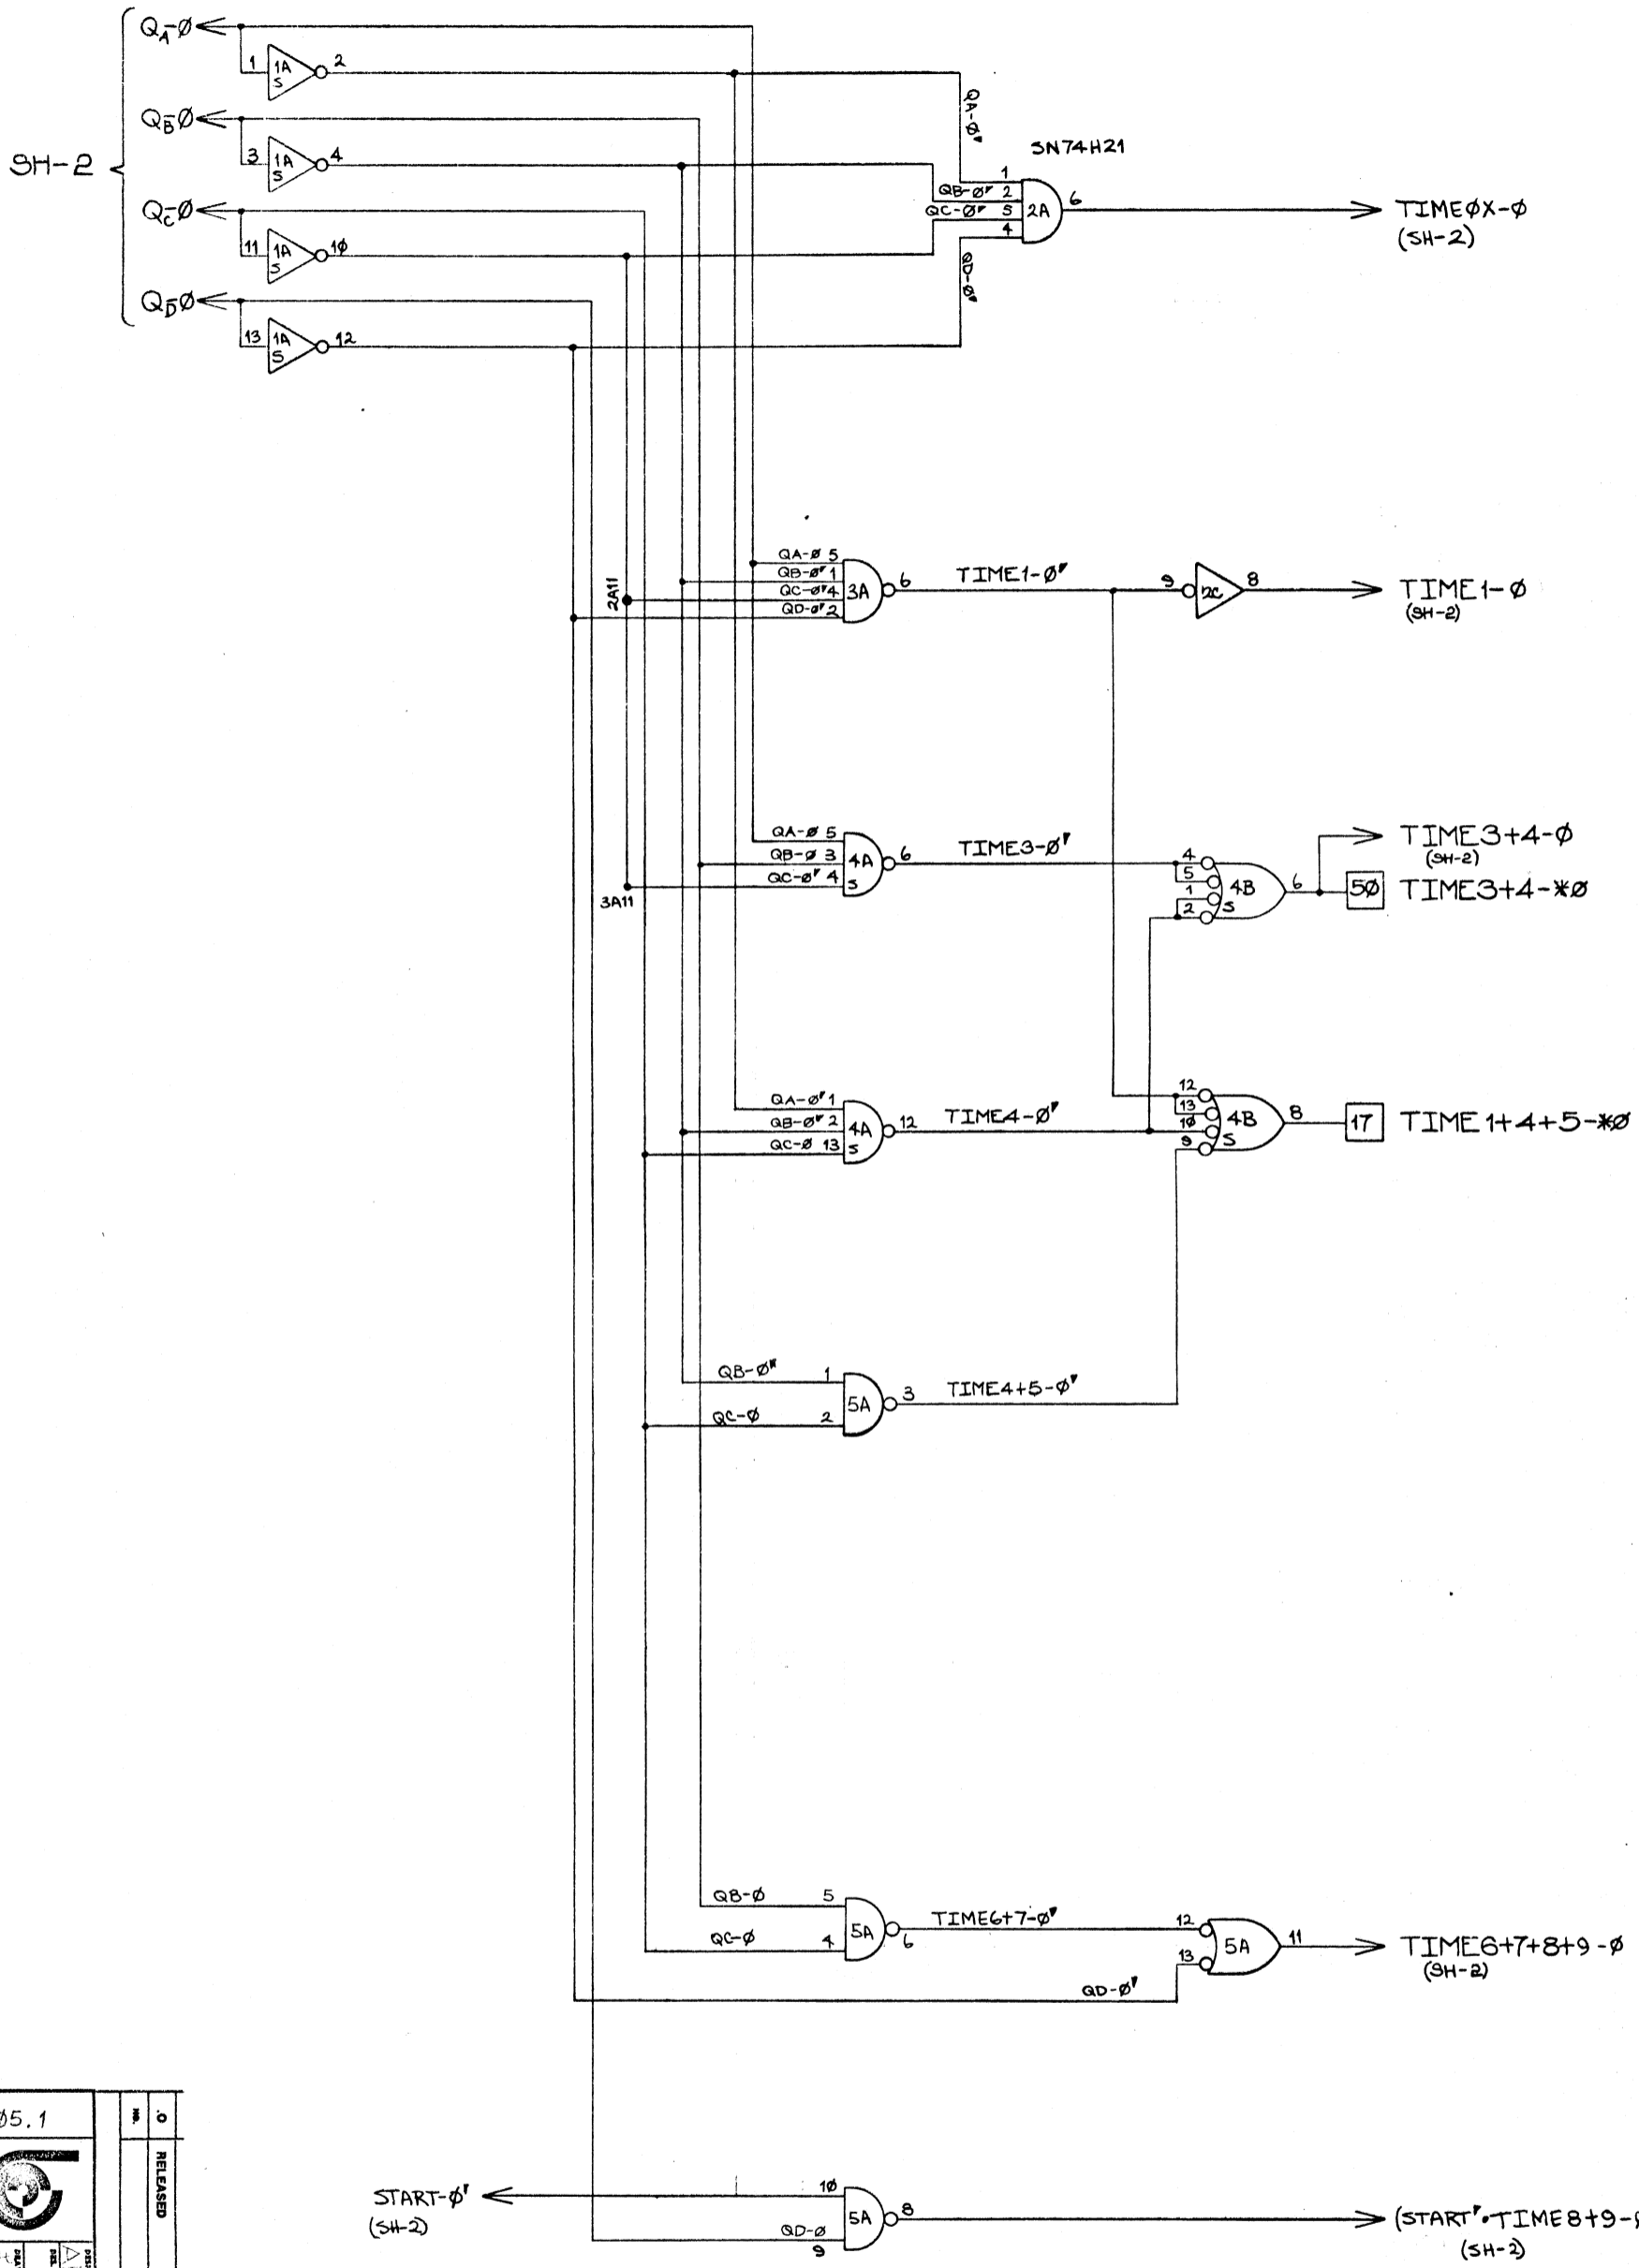 QA-Ø
1 1A S 2
QB-Ø
3 1A S 4
SH-2
QC-Ø
11 1A S 1Ø
QD-Ø
13 1A S 12
QA-Ø'
SN74H21
1
QB-Ø' 2
QC-Ø' 5
4
2A 6
QD-Ø'
TIMEØX-Ø
(SH-2)
2A11
QA-Ø 5
QB-Ø' 1
QC-Ø' 4
QD-Ø' 2
3A 6
TIME1-Ø'
9 2C 8
TIME1-Ø
(SH-2)
QA-Ø 5
QB-Ø 3
QC-Ø' 4
3A11
4A S 6
TIME3-Ø'
4
5
1
2
4B S 6
TIME3+4-Ø
(SH-2)
5Ø TIME3+4-*Ø
QA-Ø' 1
QB-Ø' 2
QC-Ø 13
4A S 12
TIME4-Ø'
12
13
1Ø
9
4B S 8
17 TIME1+4+5-*Ø
QB-Ø' 1
QC-Ø 2
5A 3
TIME4+5-Ø'
QB-Ø 5
QC-Ø 4
5A 6
TIME6+7-Ø'
12
13
5A 11
QD-Ø'
TIME6+7+8+9-Ø
(SH-2)
START-Ø'
(SH-2)
1Ø
QD-Ø
9
5A 8
(START'•TIME8+9-
(SH-2)
Ø5.1
NO.
.O
RELEASED